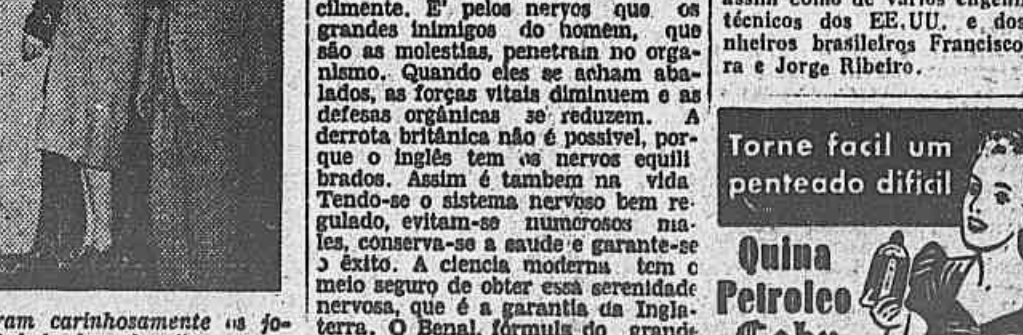 cilmente. E' pelos nervos que os
grandes inimigos do homem, que
são as molestias, penetram no orga-
nismo. Quando eles se acham aba-
lados, as forças vitais diminuem e as
defesas orgânicas se reduzem. A
derrota britânica não é possivel, por-
que o inglês tem os nervos equili
brados. Assim é tambem na vida
Tendo-se o sistema nervoso bem re-
gulado, evitam-se numerosos ma-
les, conserva-se a saude e garante-se
o êxito. A ciencia moderna tem o
meio seguro de obter essa serenidade
nervosa, que é a garantia da Ingla-
terra. O Benal, fórmula do grande
assim como de varios
técnicos dos EE.UU. e dos
nheiros brasileiros Francisco
ra e Jorge Ribeiro.
Torne facil um
penteado dificil
Quina
Petroleo
ram carinhosamente os fo-